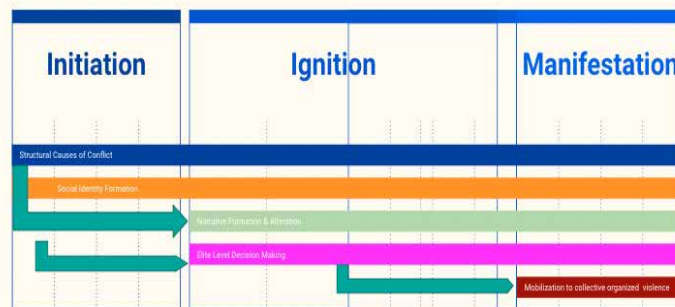 Initiation
Ignition
Manifestation
Structural Causes of Conflict
Social Identity Formation
Narrative Formation & Alteration
Elite Level Decision Making
Mobilization to collective organized violence